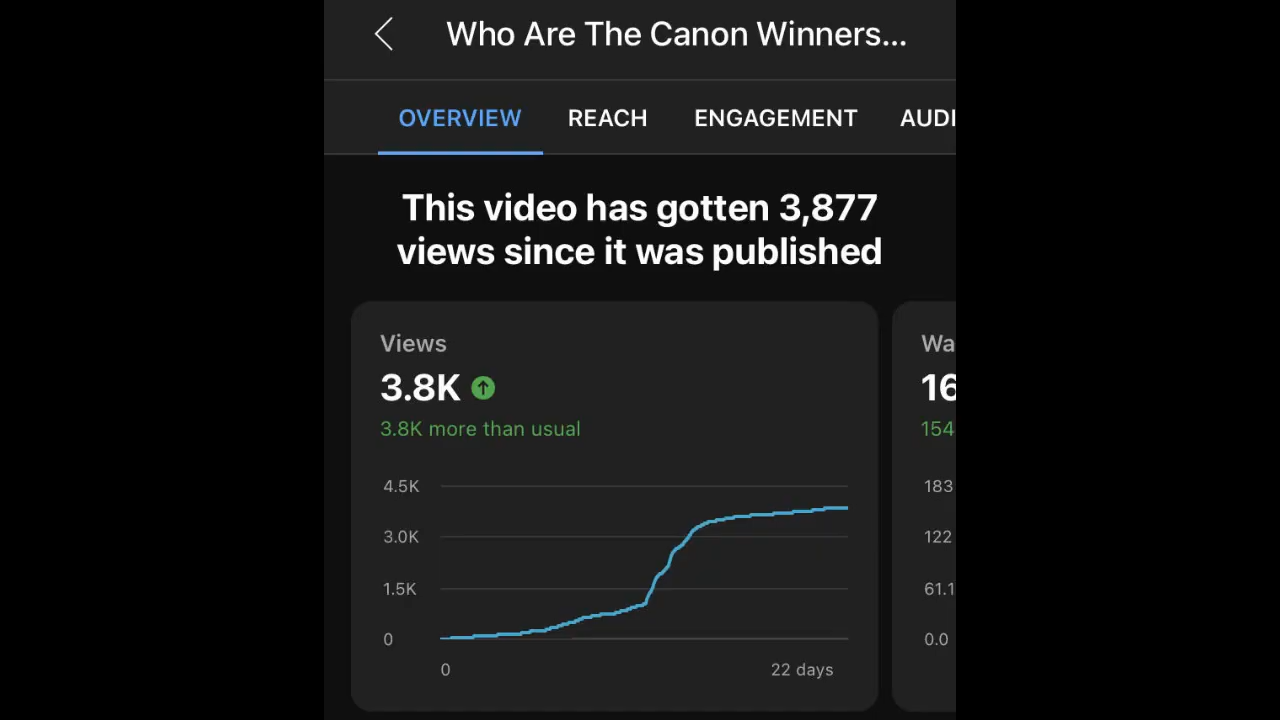 Who Are The Canon Winners...
OVERVIEW REACH ENGAGEMENT AUDI
This video has gotten 3,877
views since it was published
Views
3.8K
3.8K more than usual
4.5K
3.0K
1.5K
0
0 22 days
Wa
16
154
183
122
61.1
0.0